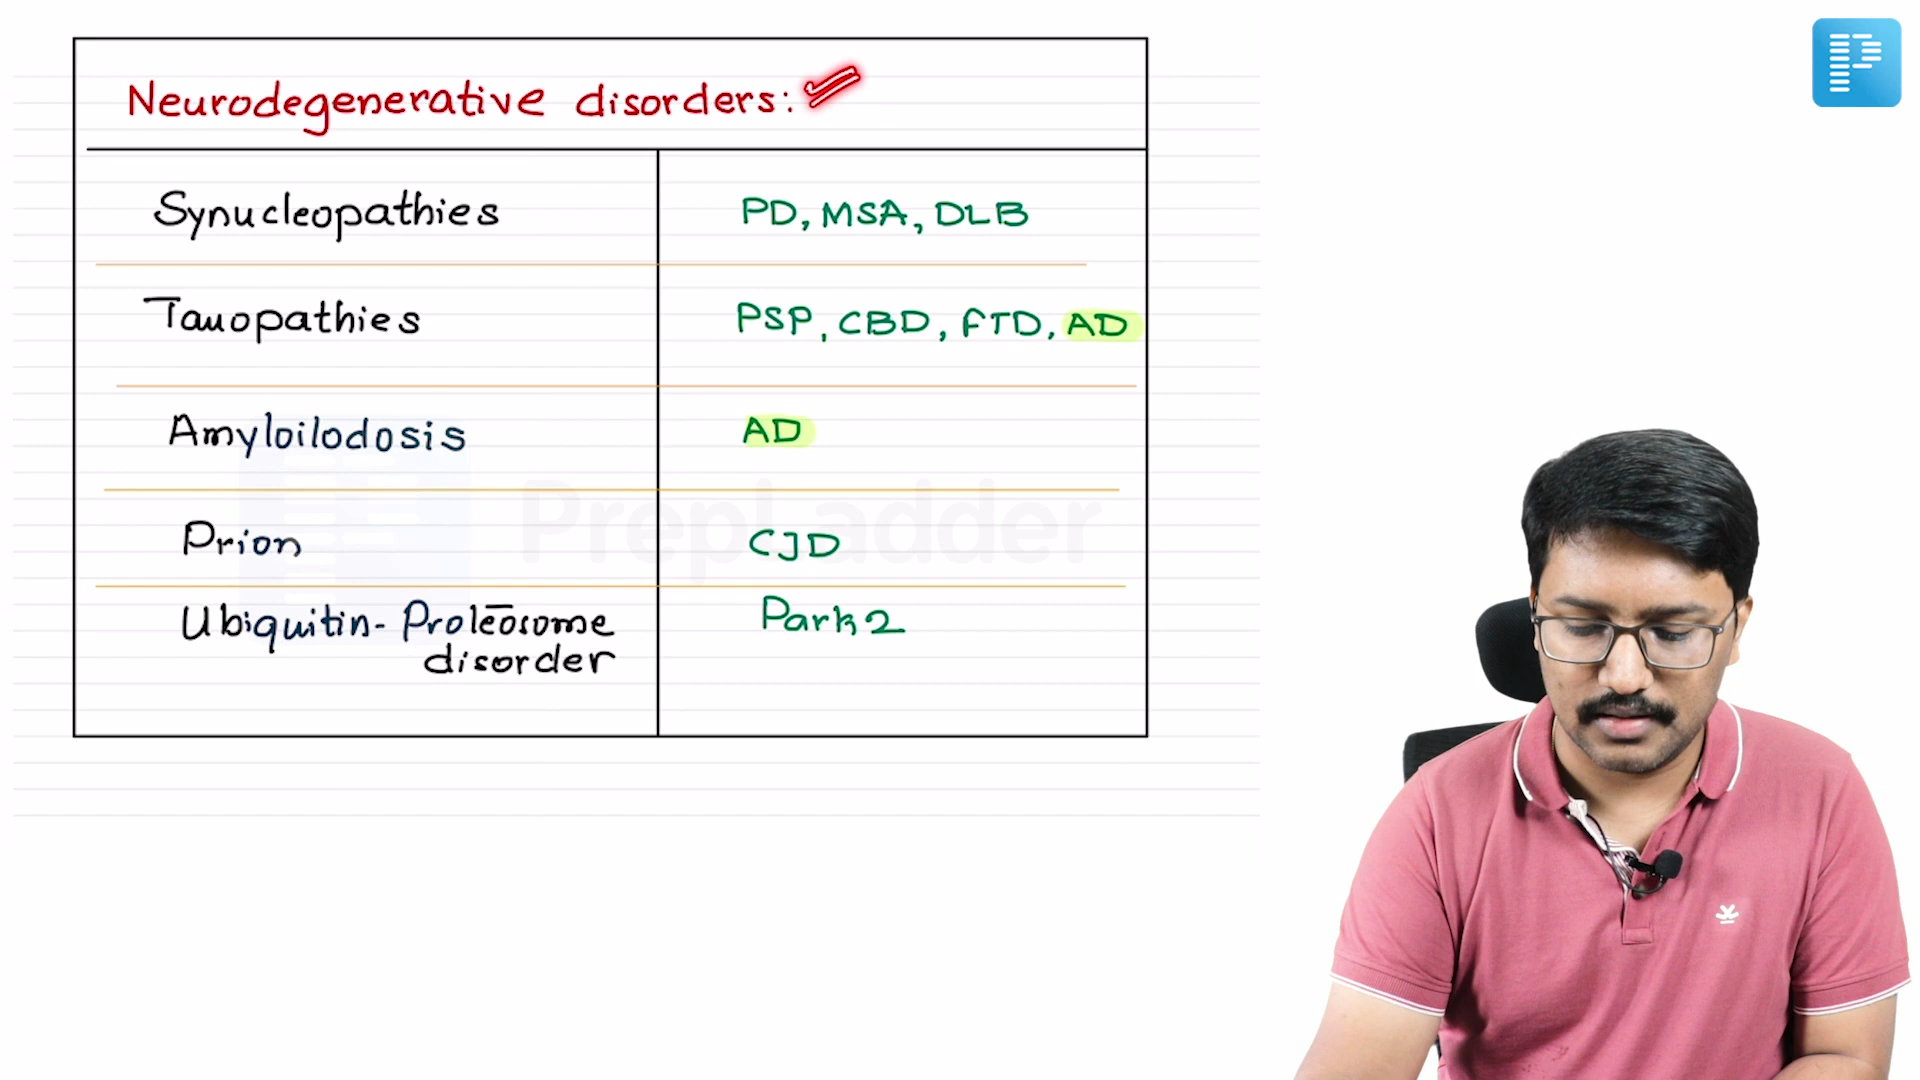 Neurodegenerative disorders:
Synucleopathies PD, MSA, DLB
Tauopathies PSP, CBD, FTD, AD
Amyloilodosis AD
Prion CJD
PrepLadder
Ubiquitin- Proteosome Park2
disorder